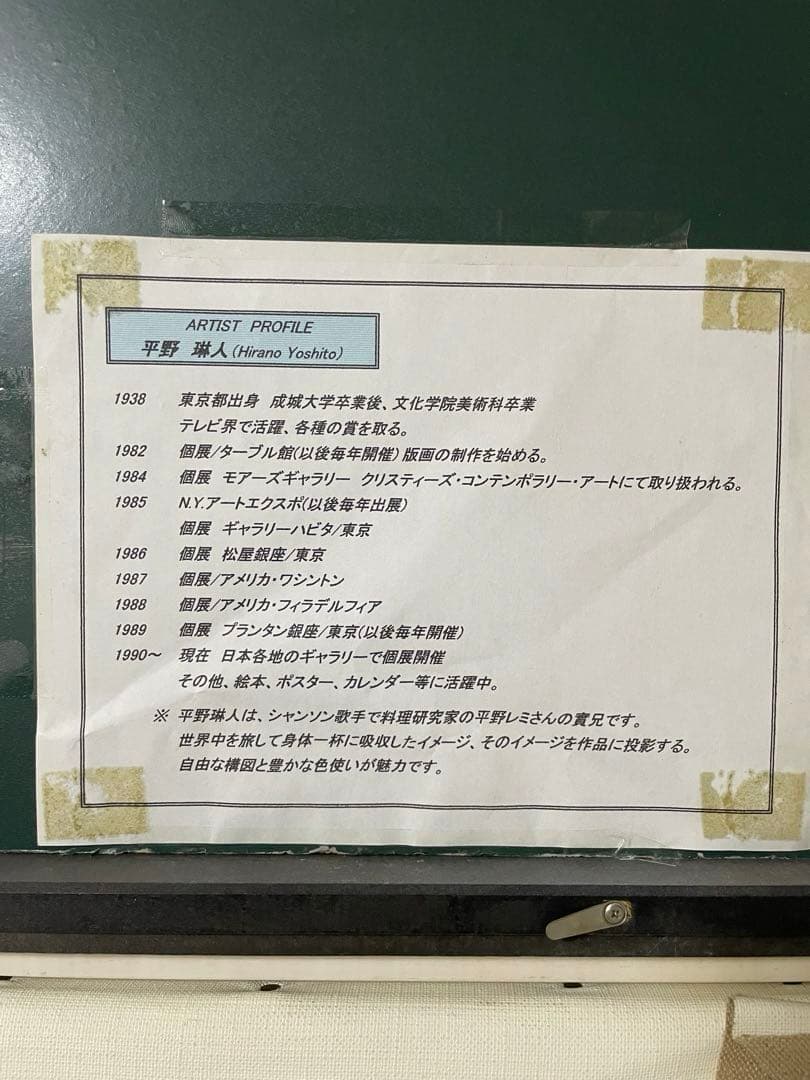 ARTIST PROFILE
平野 琳人(Hirano Yoshito)
1938 東京都出身 成城大学卒業後、文化学院美術科卒業
テレビ界で活躍、各種の賞を取る。
1982 個展/ターブル館(以後毎年開催) 版画の制作を始める。
1984 個展 モアーズギャラリー クリスティーズ・コンテンポラリー・アートにて取り扱われる。
1985 N.Y.アートエクスポ(以後毎年出展)
個展 ギャラリーハビタ/東京
1986 個展 松屋銀座/東京
1987 個展/アメリカ・ワシントン
1988 個展/アメリカ・フィラデルフィア
1989 個展 プランタン銀座/東京(以後毎年開催)
1990～ 現在 日本各地のギャラリーで個展開催
その他、絵本、ポスター、カレンダー等に活躍中。
※ 平野琳人は、シャンソン歌手で料理研究家の平野レミさんの實兄です。
世界中を旅して身体一杯に吸収したイメージ、そのイメージを作品に投影する。
自由な構図と豊かな色使いが魅力です。